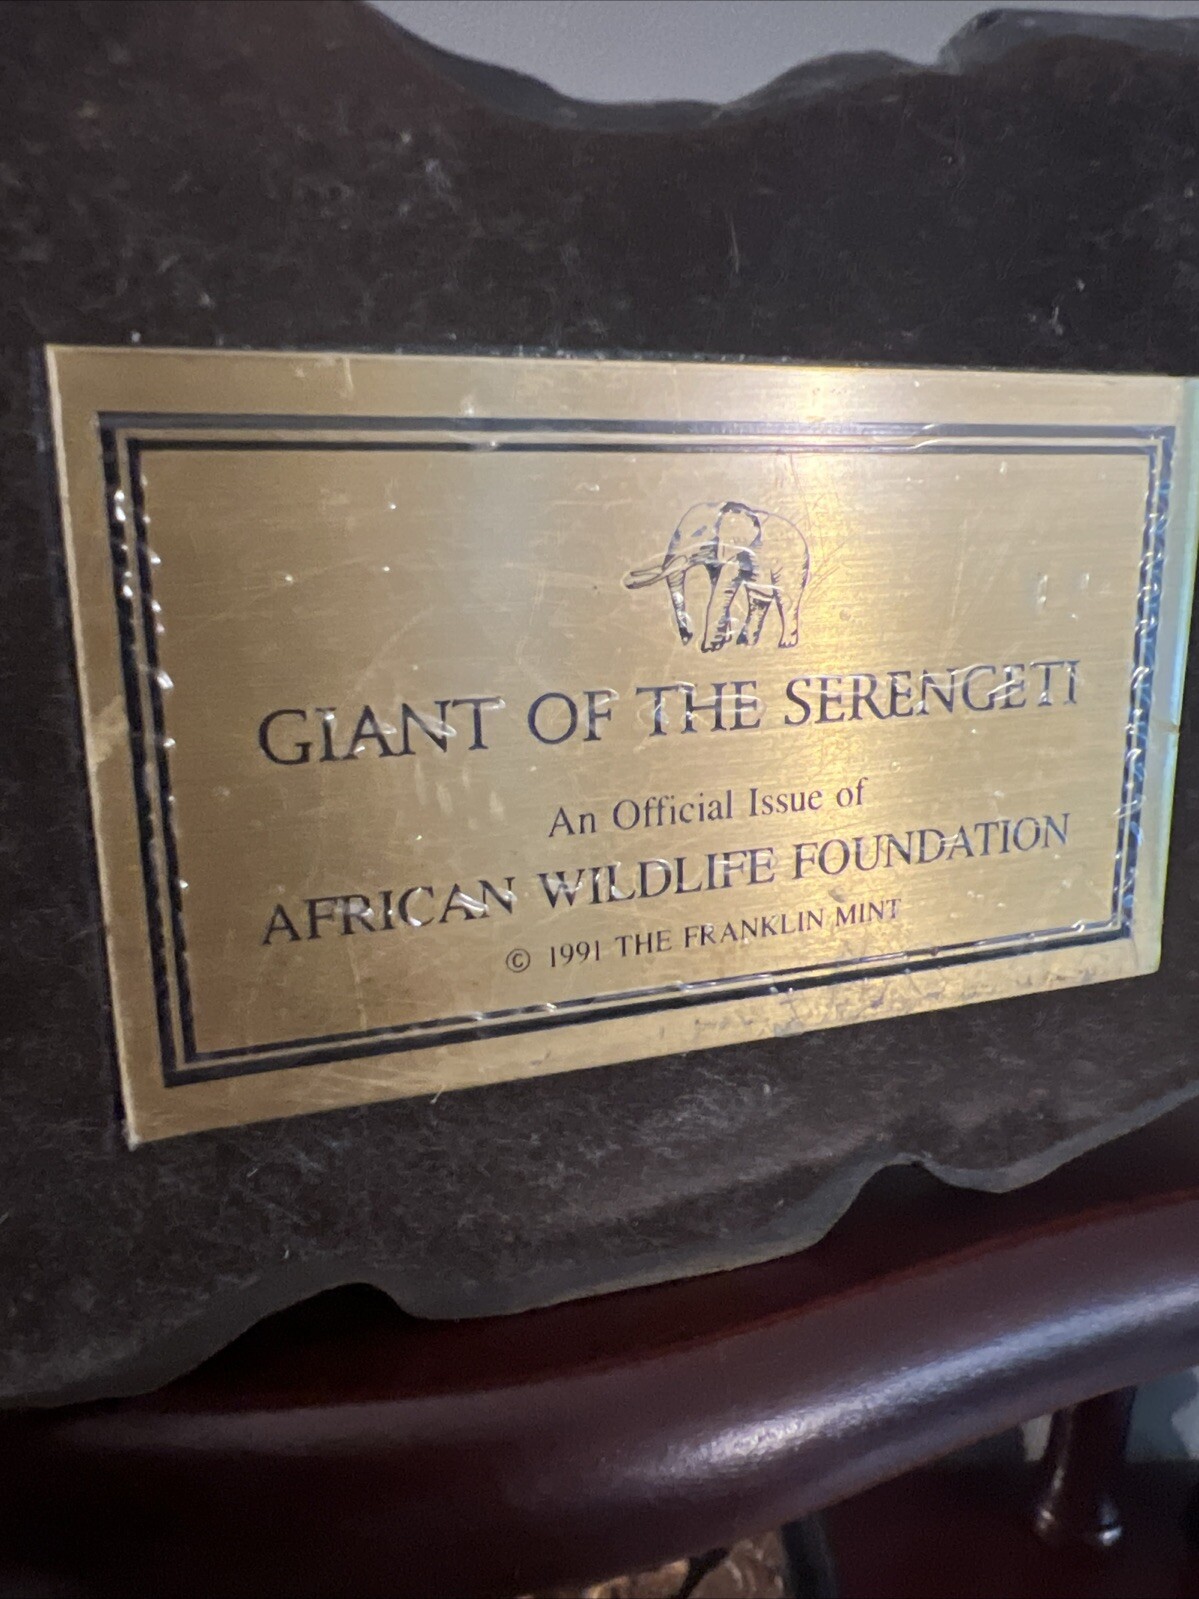 GIANT OF THE SERENGETI
An Official Issue of
AFRICAN WILDLIFE FOUNDATION
© 1991 THE FRANKLIN MINT